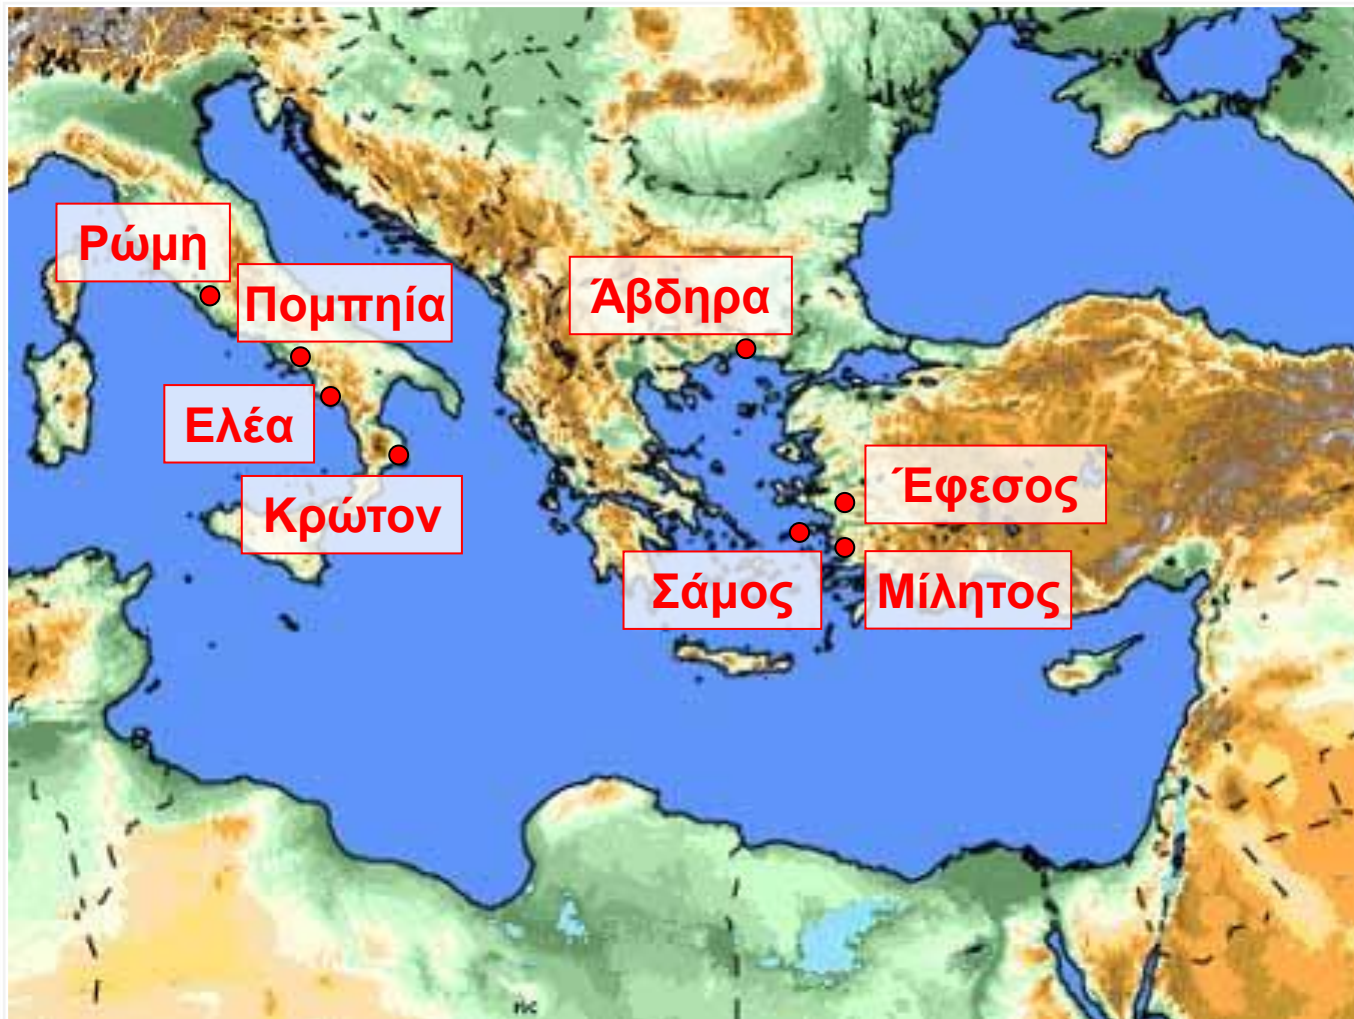 Ρώμη
Πομπηία
Άβδηρα
Ελέα
Έφεσος
Κρώτον
Σάμος
Μίλητος